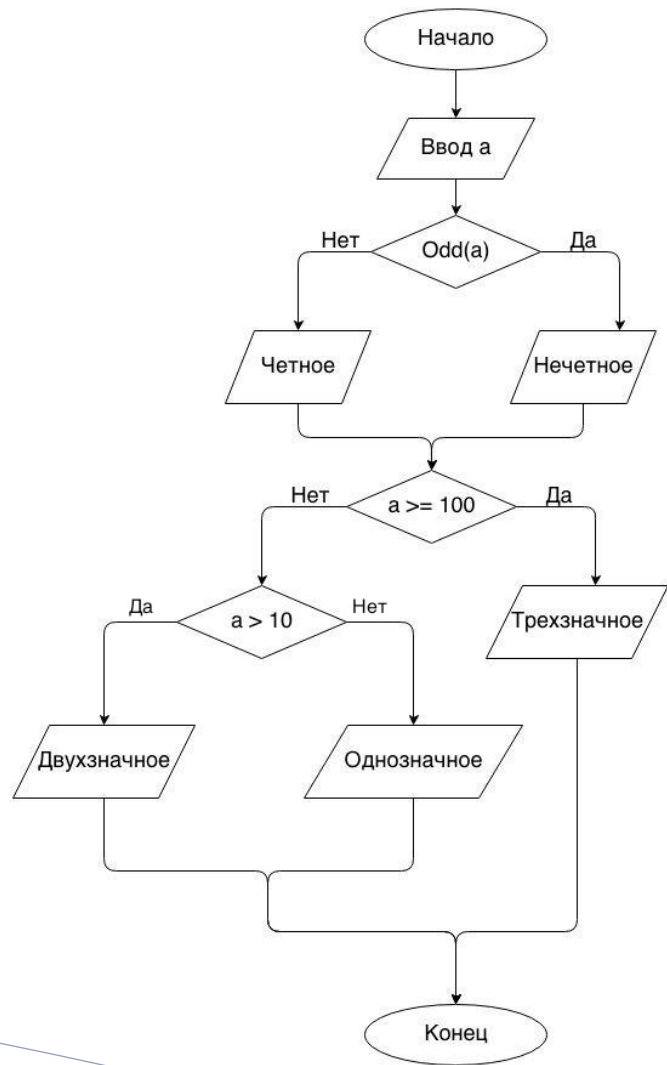 Начало
Ввод a
Нет
Odd(a)
Да
Четное
Нечетное
Нет
a >= 100
Да
Да
a > 10
Нет
Трехзначное
Двухзначное
Однозначное
Конец